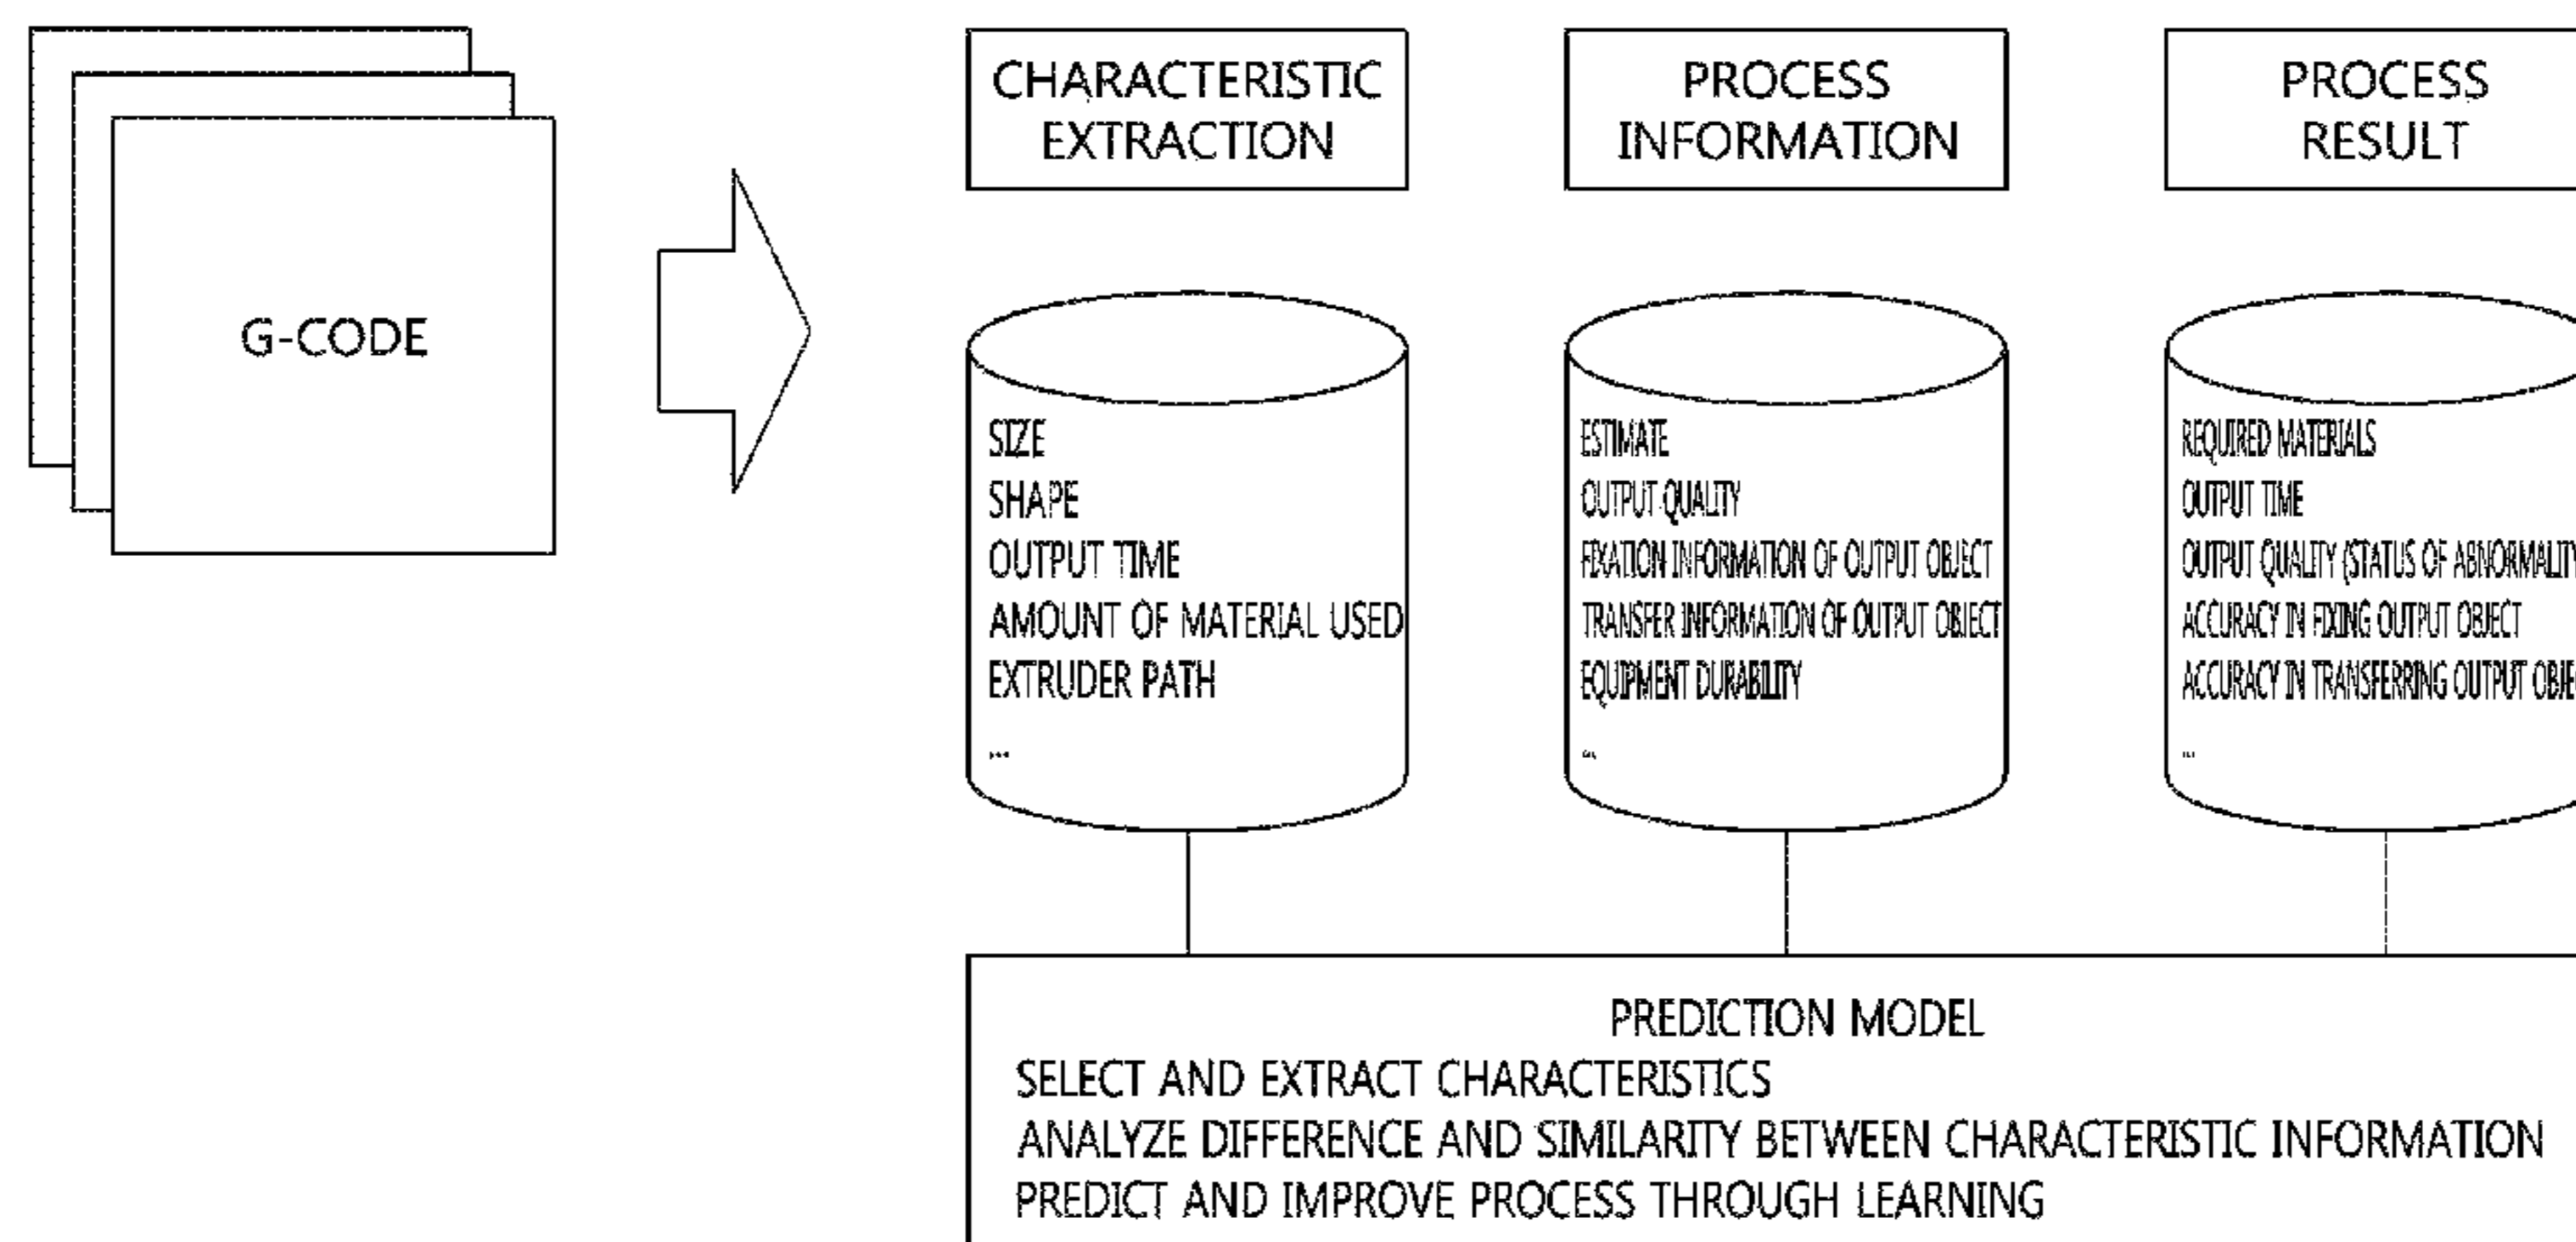 G-CODE
CHARACTERISTIC
EXTRACTION
SIZE
SHAPE
OUTPUT TIME
AMOUNT OF MATERIAL USED
EXTRUDER PATH
...
PROCESS
INFORMATION
ESTIMATE
OUTPUT QUALITY
FIXATION INFORMATION OF OUTPUT OBJECT
TRANSFER INFORMATION OF OUTPUT OBJECT
EQUIPMENT DURABILITY
...
PROCESS
RESULT
REQUIRED MATERIALS
OUTPUT TIME
OUTPUT QUALITY (STATUS OF ABNORMALITY
ACCURACY IN FIXING OUTPUT OBJECT
ACCURACY IN TRANSFERRING OUTPUT
...
PREDICTION MODEL
SELECT AND EXTRACT CHARACTERISTICS
ANALYZE DIFFERENCE AND SIMILARITY BETWEEN CHARACTERISTIC INFORMATION
PREDICT AND IMPROVE PROCESS THROUGH LEARNING